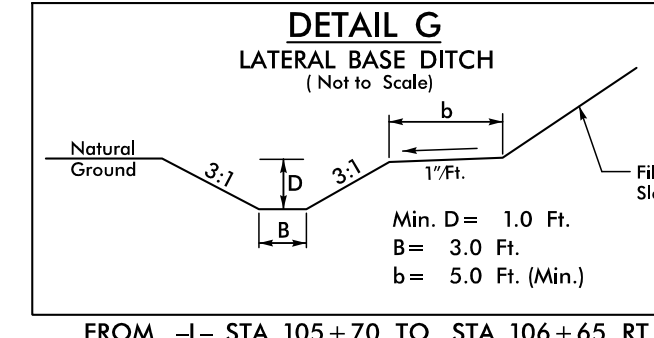 DETAIL G
LATERAL BASE DITCH
( Not to Scale)
Natural
Ground
3:1
D
3:1
b
1"/Ft.
B
Min. D = 1.0 Ft.
B = 3.0 Ft.
b = 5.0 Ft. (Min.)
FROM -L- STA 105+70 TO STA 106+65 RT